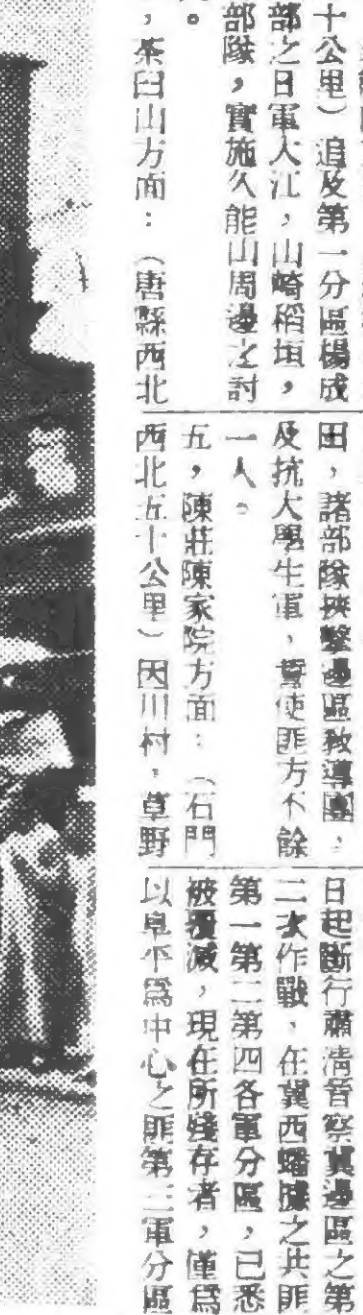 十公里）追及第一分區楊成
部之日軍大江，山崎稻垣，
部隊，實施久能山周邊之討
。
，茶臼山方面：（唐縣西北
田，諸部隊挾擊邊區教導團，
及抗大學生軍，使匪方不餘
一人。
五，陳莊陳家院方面：（石門
西北五十公里）因川村，草野
日起斷行肅清晉察冀邊區之第
二次作戰，在冀西蟠據之共匪
第一第二第四各軍分區，已悉
被覆滅，現在所殘存者，僅爲
以阜平爲中心之匪第三軍分區